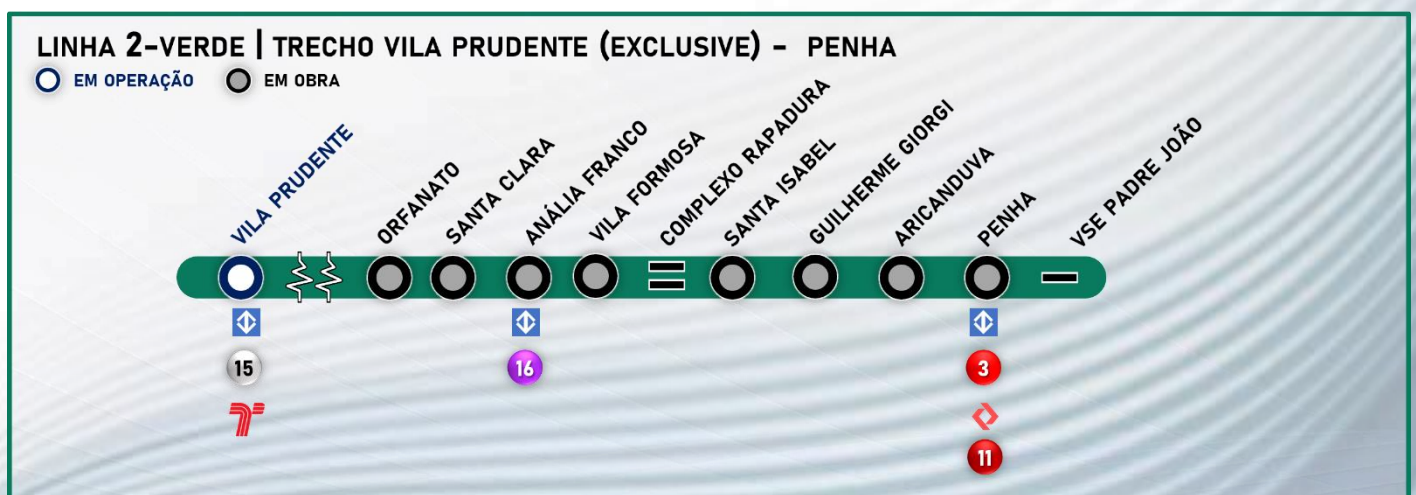 LINHA 2-VERDE | TRECHO VILA PRUDENTE (EXCLUSIVE) - PENHA
EM OPERAÇÃO EM OBRA
VILA PRUDENTE
ORFANATO
SANTA CLARA
ANÁLIA FRANCO
VILA FORMOSA
COMPLEXO RAPADURA
SANTA ISABEL
GUILHERME GIORGI
ARICANDUVA
PENHA
VSE PADRE JOÃO
15 16 3
11